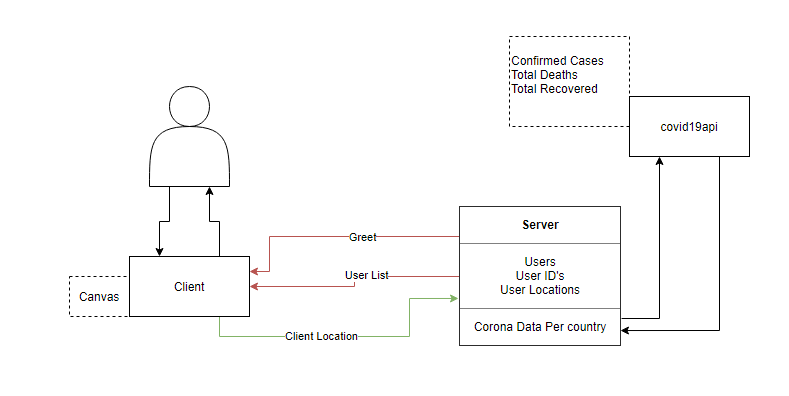 Confirmed Cases
Total Deaths
Total Recovered
covid19api
Server
Greet
Users
User ID's
User Locations
User List
Client
Canvas
Corona Data Per country
Client Location